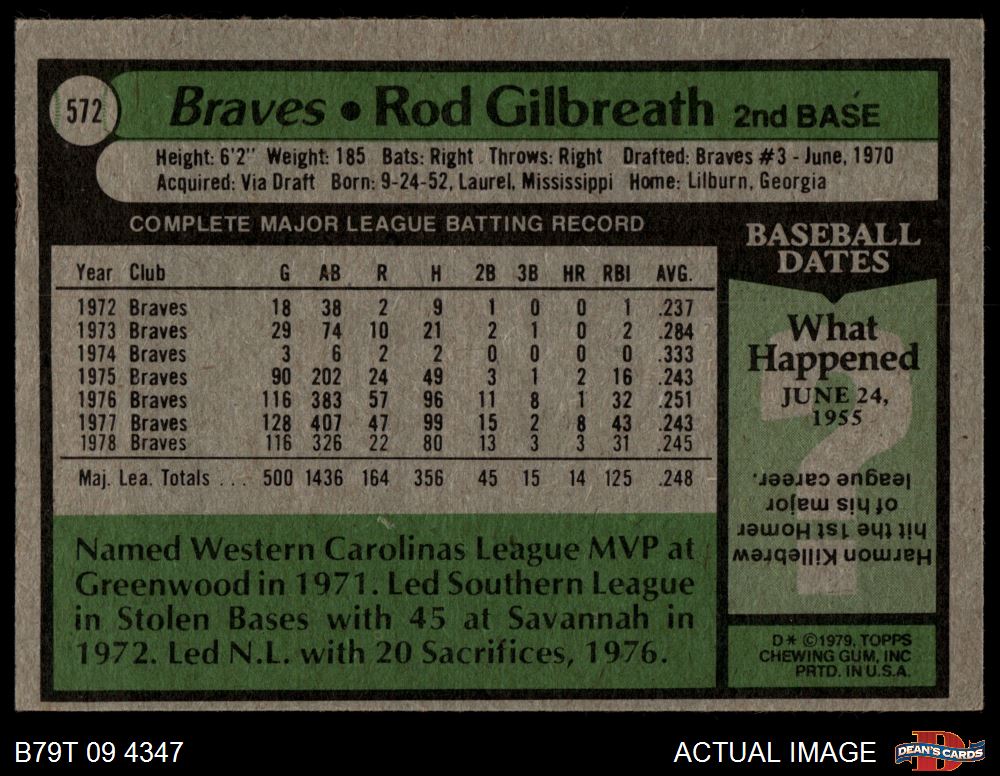 572
Braves • Rod Gilbreath 2nd BASE
Height: 6'2" Weight: 185 Bats: Right Throws: Right Drafted: Braves #3 - June, 1970
Acquired: Via Draft Born: 9-24-52, Laurel, Mississippi Home: Lilburn, Georgia
COMPLETE MAJOR LEAGUE BATTING RECORD
Year Club G AB R H 2B 3B HR RBI AVG.
1972 Braves 18 38 2 9 1 0 0 1 .237
1973 Braves 29 74 10 21 2 1 0 2 .284
1974 Braves 3 6 2 2 0 0 0 0 .333
1975 Braves 90 202 24 49 3 1 2 16 .243
1976 Braves 116 383 57 96 11 8 1 32 .251
1977 Braves 128 407 47 99 15 2 8 43 .243
1978 Braves 116 326 22 80 13 3 3 31 .245
Maj. Lea. Totals . . . 500 1436 164 356 45 15 14 125 .248
Named Western Carolinas League MVP at
Greenwood in 1971. Led Southern League
in Stolen Bases with 45 at Savannah in
1972. Led N.L. with 20 Sacrifices, 1976.
BASEBALL
DATES
What
Happened
JUNE 24,
1955
Harmon Killebrew
hit the 1st Homer
of his major
league career.
D* ©1979, TOPPS
CHEWING GUM, INC
PRTD. IN U.S.A.
B79T 09 4347
ACTUAL IMAGE
DEAN'S CARDS